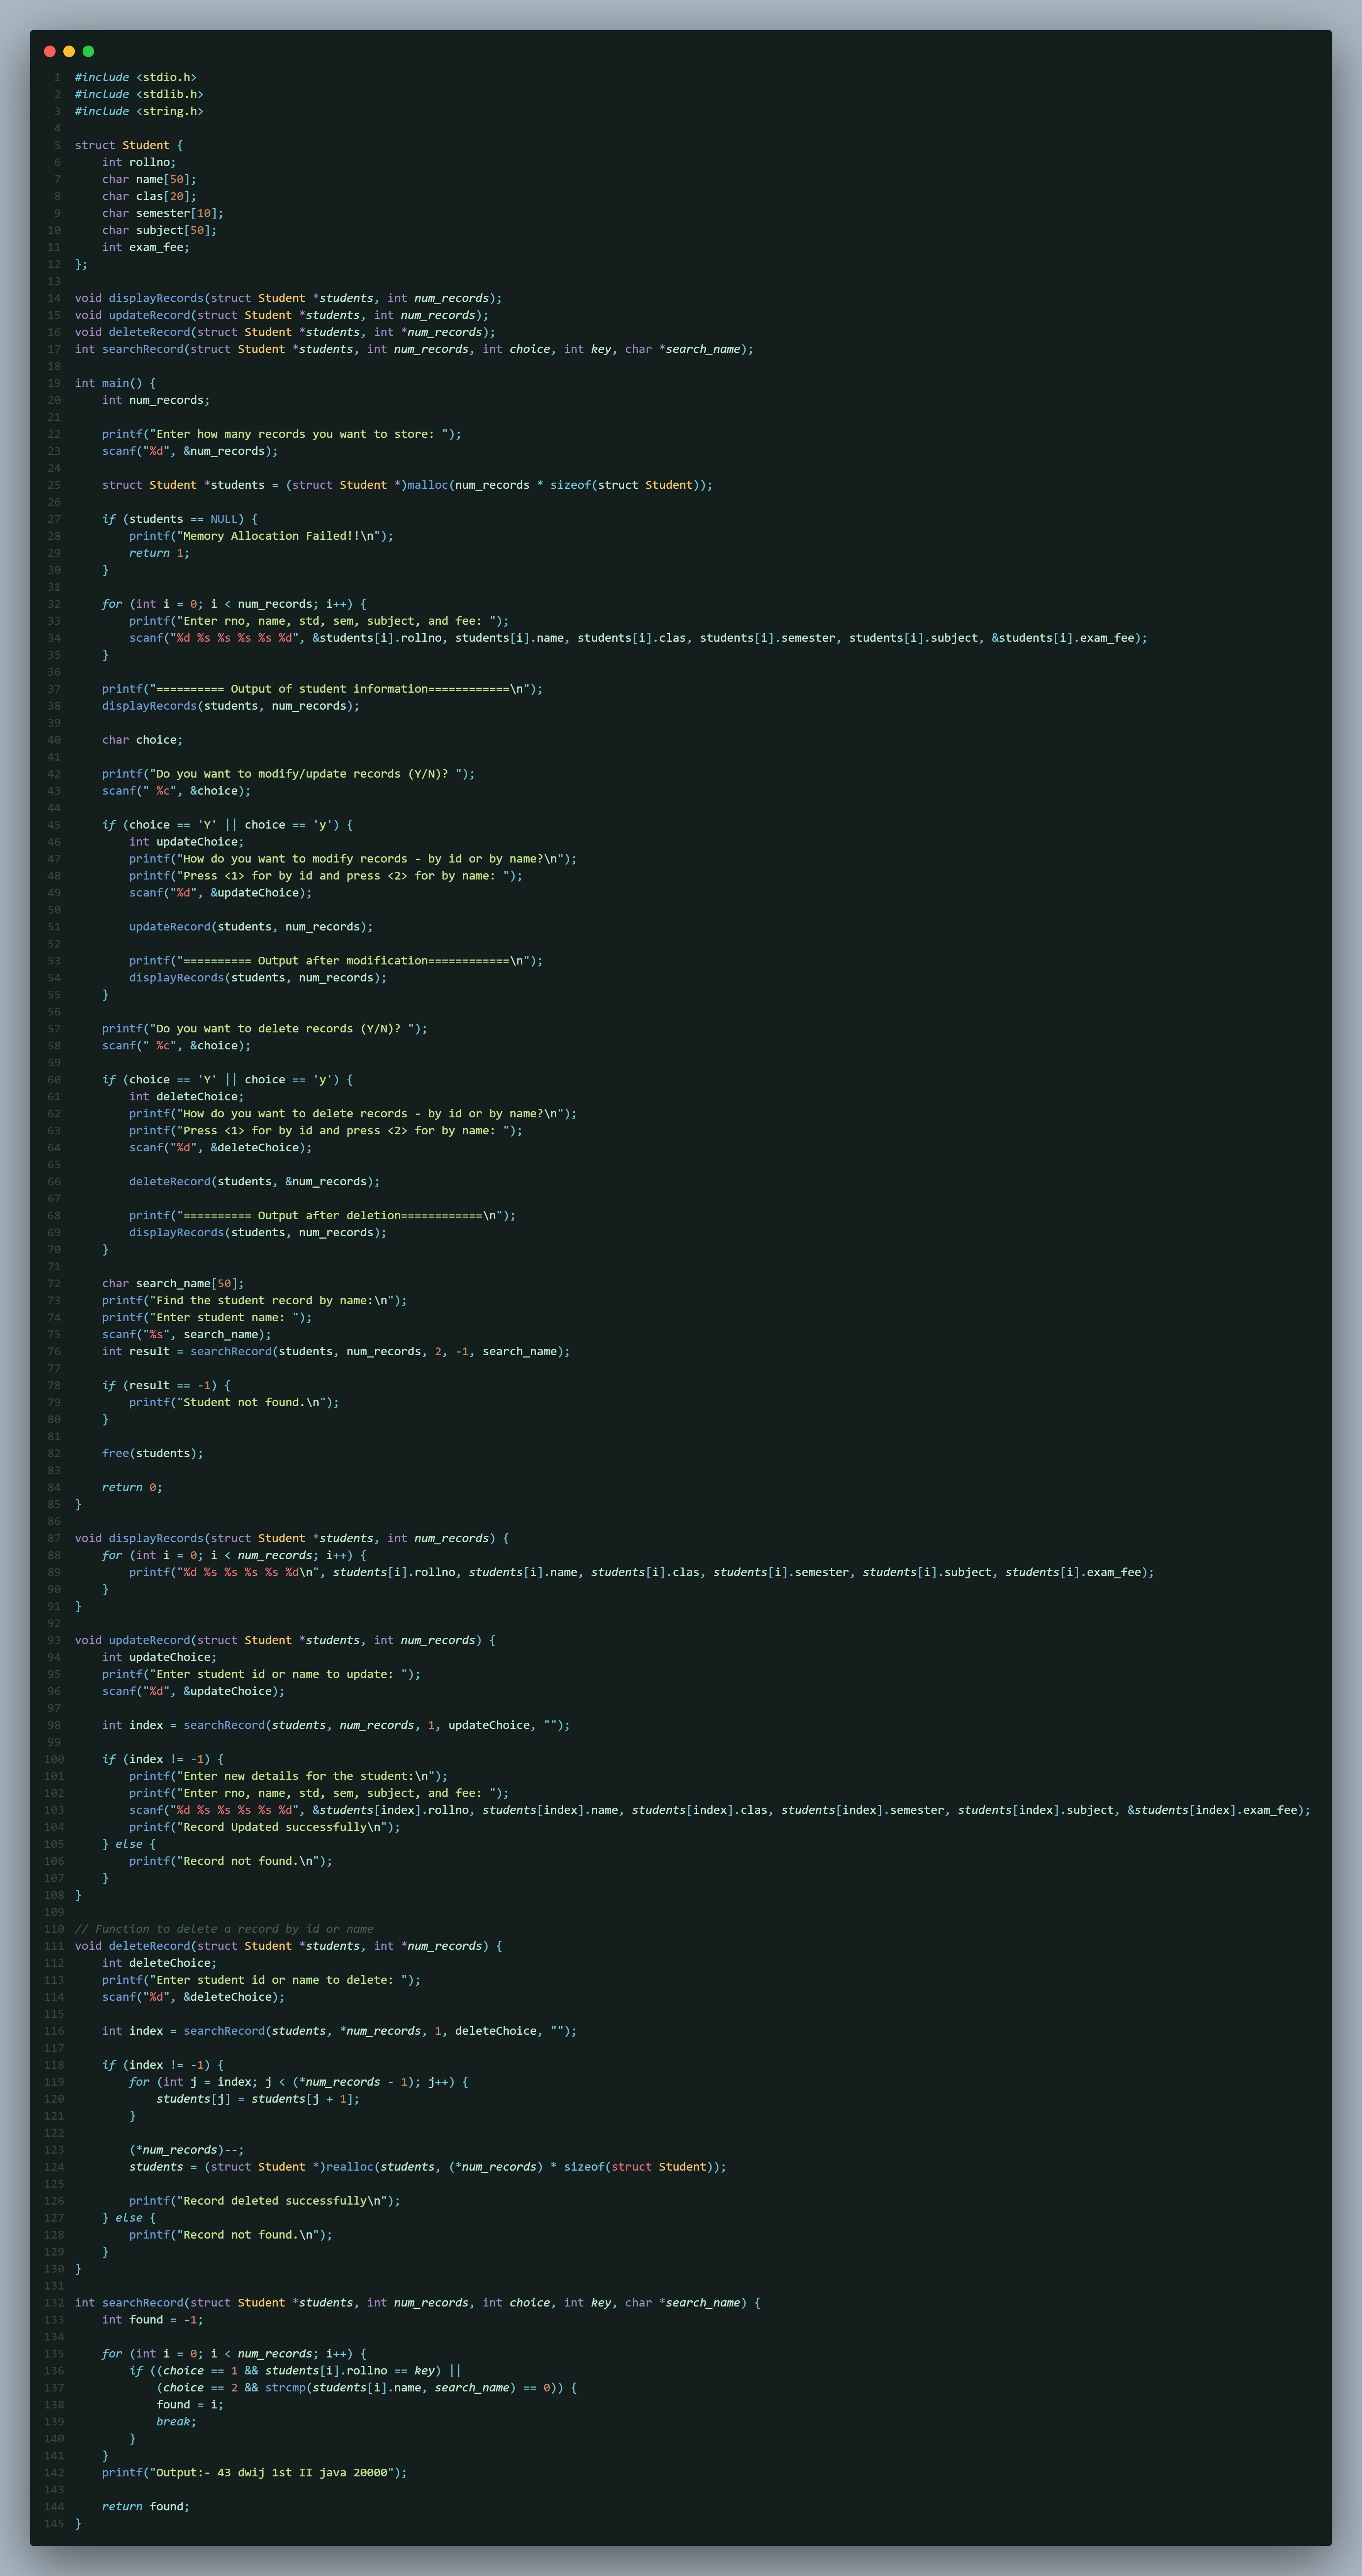 1 #include <stdio.h>
2 #include <stdlib.h>
3 #include <string.h>
4
5 struct Student {
6     int rollno;
7     char name[50];
8     char clas[20];
9     char semester[10];
10     char subject[50];
11     int exam_fee;
12 };
13
14 void displayRecords(struct Student *students, int num_records);
15 void updateRecord(struct Student *students, int num_records);
16 void deleteRecord(struct Student *students, int *num_records);
17 int searchRecord(struct Student *students, int num_records, int choice, int key, char *search_name);
18
19 int main() {
20     int num_records;
21
22     printf("Enter how many records you want to store: ");
23     scanf("%d", &num_records);
24
25     struct Student *students = (struct Student *)malloc(num_records * sizeof(struct Student));
26
27     if (students == NULL) {
28         printf("Memory Allocation Failed!!\n");
29         return 1;
30     }
31
32     for (int i = 0; i < num_records; i++) {
33         printf("Enter rno, name, std, sem, subject, and fee: ");
34         scanf("%d %s %s %s %s %d", &students[i].rollno, students[i].name, students[i].clas, students[i].semester, students[i].subject, &students[i].exam_fee);
35     }
36
37     printf("========== Output of student information============\n");
38     displayRecords(students, num_records);
39
40     char choice;
41
42     printf("Do you want to modify/update records (Y/N)? ");
43     scanf(" %c", &choice);
44
45     if (choice == 'Y' || choice == 'y') {
46         int updateChoice;
47         printf("How do you want to modify records - by id or by name?\n");
48         printf("Press <1> for by id and press <2> for by name: ");
49         scanf("%d", &updateChoice);
50
51         updateRecord(students, num_records);
52
53         printf("========== Output after modification============\n");
54         displayRecords(students, num_records);
55     }
56
57     printf("Do you want to delete records (Y/N)? ");
58     scanf(" %c", &choice);
59
60     if (choice == 'Y' || choice == 'y') {
61         int deleteChoice;
62         printf("How do you want to delete records - by id or by name?\n");
63         printf("Press <1> for by id and press <2> for by name: ");
64         scanf("%d", &deleteChoice);
65
66         deleteRecord(students, &num_records);
67
68         printf("========== Output after deletion============\n");
69         displayRecords(students, num_records);
70     }
71
72     char search_name[50];
73     printf("Find the student record by name:\n");
74     printf("Enter student name: ");
75     scanf("%s", search_name);
76     int result = searchRecord(students, num_records, 2, -1, search_name);
77
78     if (result == -1) {
79         printf("Student not found.\n");
80     }
81
82     free(students);
83
84     return 0;
85 }
86
87 void displayRecords(struct Student *students, int num_records) {
88     for (int i = 0; i < num_records; i++) {
89         printf("%d %s %s %s %s %d\n", students[i].rollno, students[i].name, students[i].clas, students[i].semester, students[i].subject, students[i].exam_fee);
90     }
91 }
92
93 void updateRecord(struct Student *students, int num_records) {
94     int updateChoice;
95     printf("Enter student id or name to update: ");
96     scanf("%d", &updateChoice);
97
98     int index = searchRecord(students, num_records, 1, updateChoice, "");
99
100     if (index != -1) {
101         printf("Enter new details for the student:\n");
102         printf("Enter rno, name, std, sem, subject, and fee: ");
103         scanf("%d %s %s %s %s %d", &students[index].rollno, students[index].name, students[index].clas, students[index].semester, students[index].subject, &students[index].exam_fee);
104         printf("Record Updated successfully\n");
105     } else {
106         printf("Record not found.\n");
107     }
108 }
109
110 // Function to delete a record by id or name
111 void deleteRecord(struct Student *students, int *num_records) {
112     int deleteChoice;
113     printf("Enter student id or name to delete: ");
114     scanf("%d", &deleteChoice);
115
116     int index = searchRecord(students, *num_records, 1, deleteChoice, "");
117
118     if (index != -1) {
119         for (int j = index; j < (*num_records - 1); j++) {
120             students[j] = students[j + 1];
121         }
122
123         (*num_records)--;
124         students = (struct Student *)realloc(students, (*num_records) * sizeof(struct Student));
125
126         printf("Record deleted successfully\n");
127     } else {
128         printf("Record not found.\n");
129     }
130 }
131
132 int searchRecord(struct Student *students, int num_records, int choice, int key, char *search_name) {
133     int found = -1;
134
135     for (int i = 0; i < num_records; i++) {
136         if ((choice == 1 && students[i].rollno == key) ||
137             (choice == 2 && strcmp(students[i].name, search_name) == 0)) {
138             found = i;
139             break;
140         }
141     }
142     printf("Output:- 43 dwij 1st II java 20000");
143
144     return found;
145 }